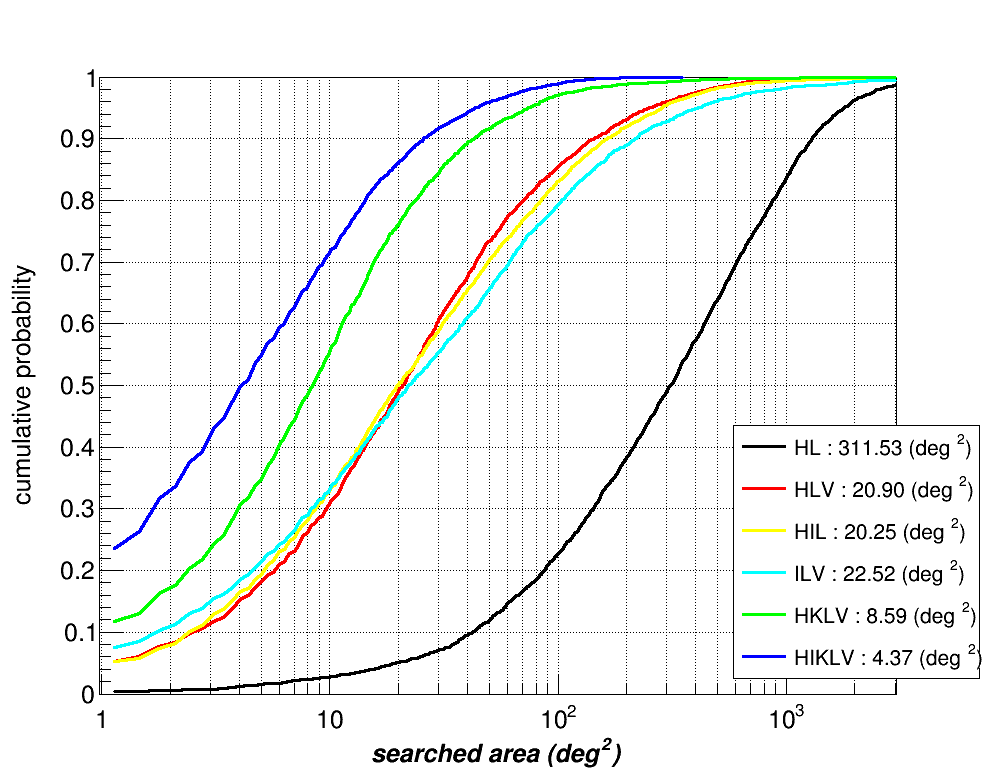 cumulative probability
1
0.9
0.8
0.7
0.6
0.5
0.4
0.3
0.2
0.1
0
HL : 311.53 (deg ²)
HLV : 20.90 (deg ²)
HIL : 20.25 (deg ²)
ILV : 22.52 (deg ²)
HKLV : 8.59 (deg ²)
HIKLV : 4.37 (deg ²)
1 10 10² 10³
searched area (deg²)